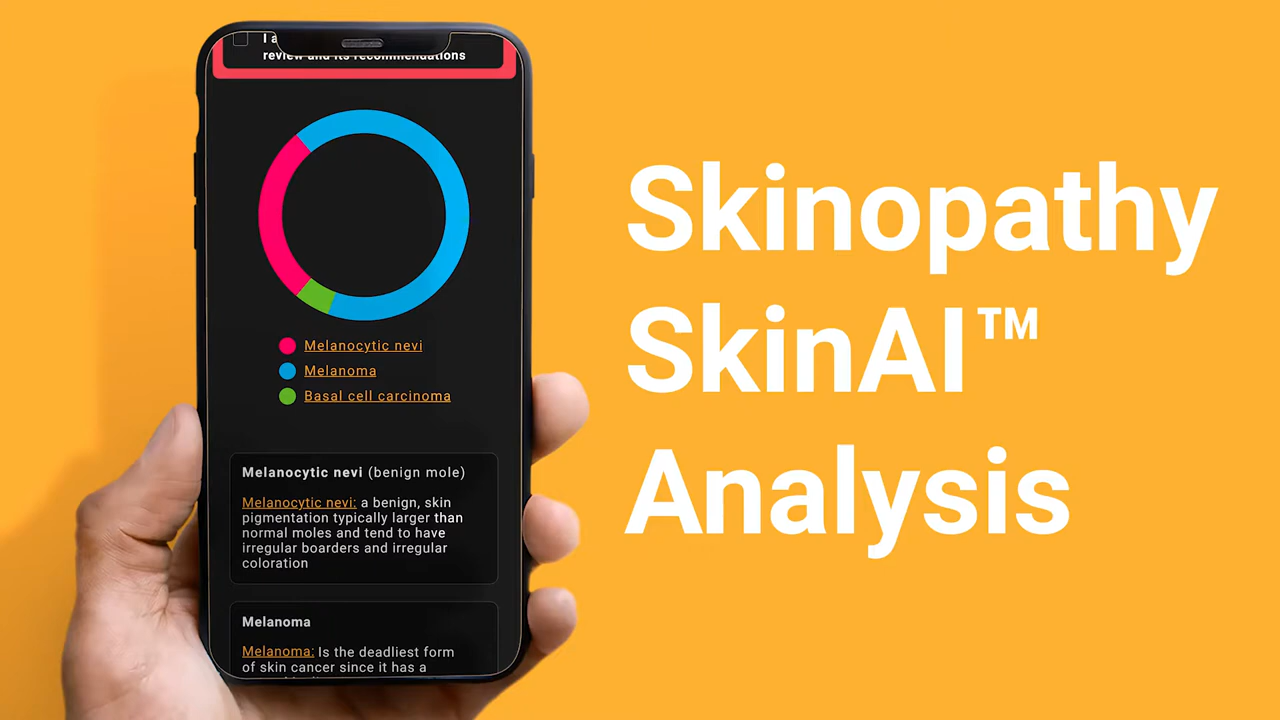 I a
review and its recommendations
Melanocytic nevi
Melanoma
Basal cell carcinoma
Melanocytic nevi (benign mole)
Melanocytic nevi: a benign, skin
pigmentation typically larger than
normal moles and tend to have
irregular boarders and irregular
coloration
Melanoma
Melanoma: Is the deadliest form
of skin cancer since it has a
Skinopathy
SkinAI™
Analysis